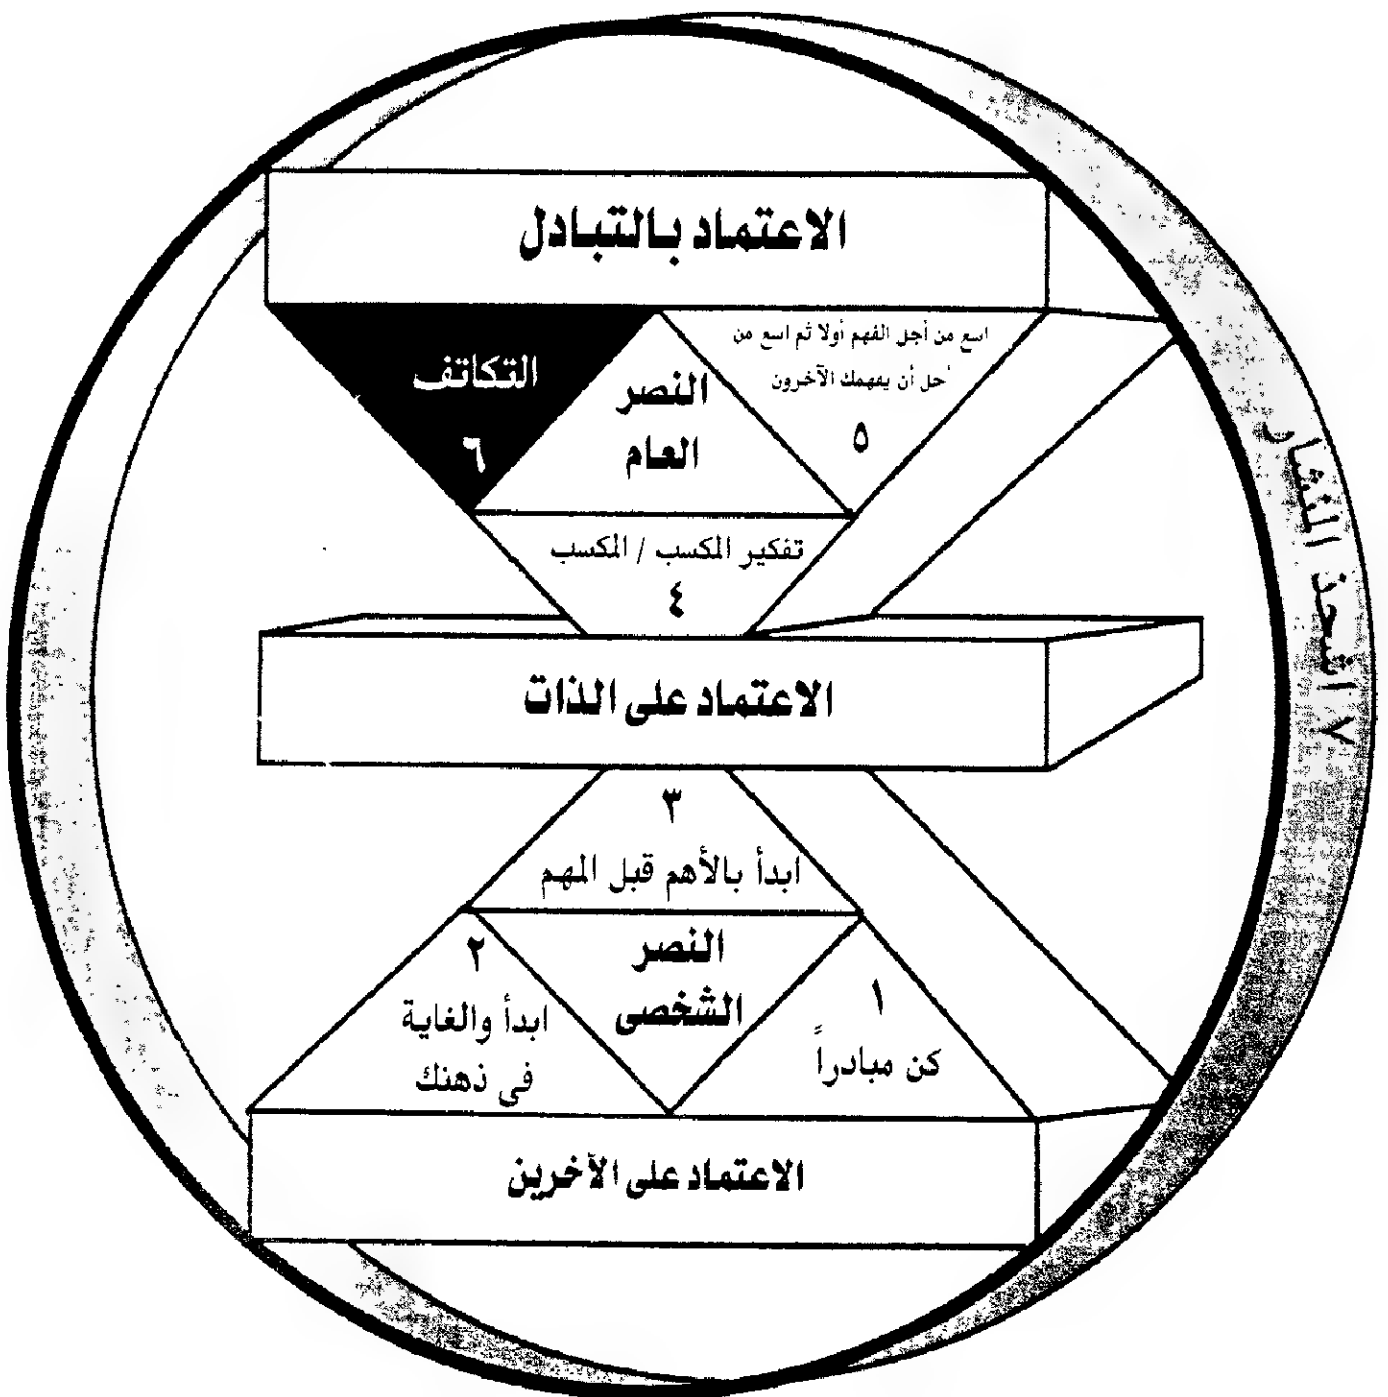 الاعتماد بالتبادل
اسع من أجل الفهم أولا ثم اسع من
أجل أن يفهمك الآخرون
٥
النصر
العام
التكاتف
٦
تفكير المكسب / المكسب
٤
الاعتماد على الذات
٣
ابدأ بالأهم قبل المهم
النصر
الشخصى
١
كن مبادراً
٢
ابدأ والغاية
فى ذهنك
الاعتماد على الآخرين
٧ اشحذ المنشار